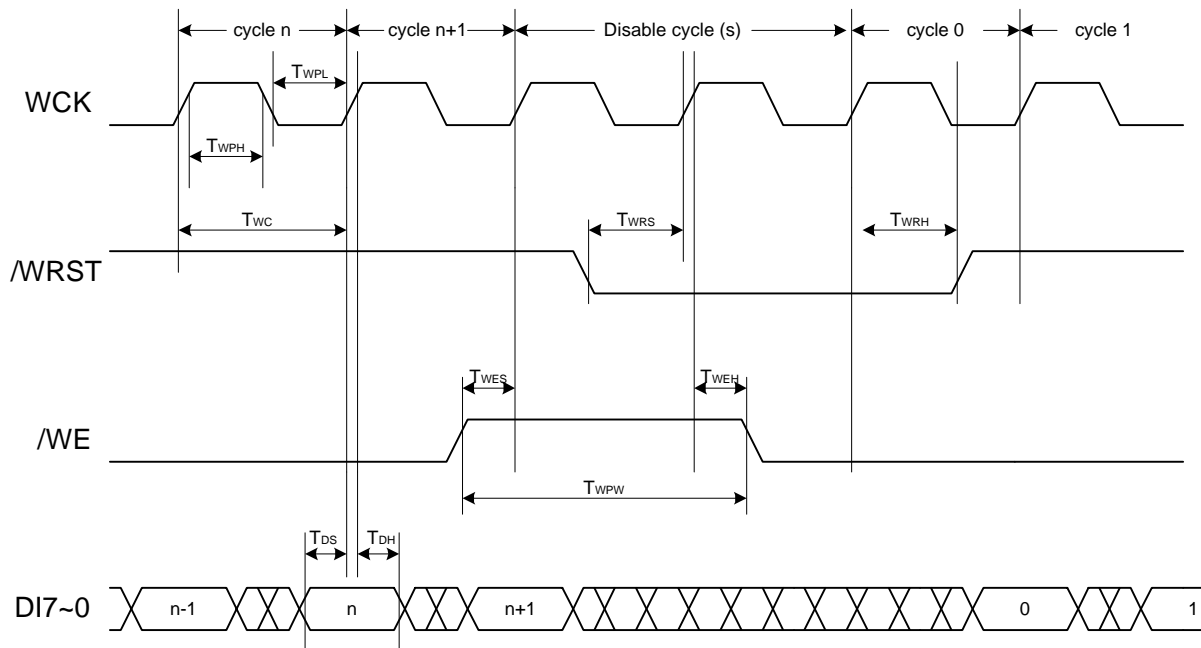 cycle n cycle n+1 Disable cycle (s) cycle 0 cycle 1
TWPL
WCK
TWPH
TWC TWRS TWRH
/WRST
TWES TWEH
/WE
TWPW
TDS TDH
DI7~0 n-1 n n+1 0 1